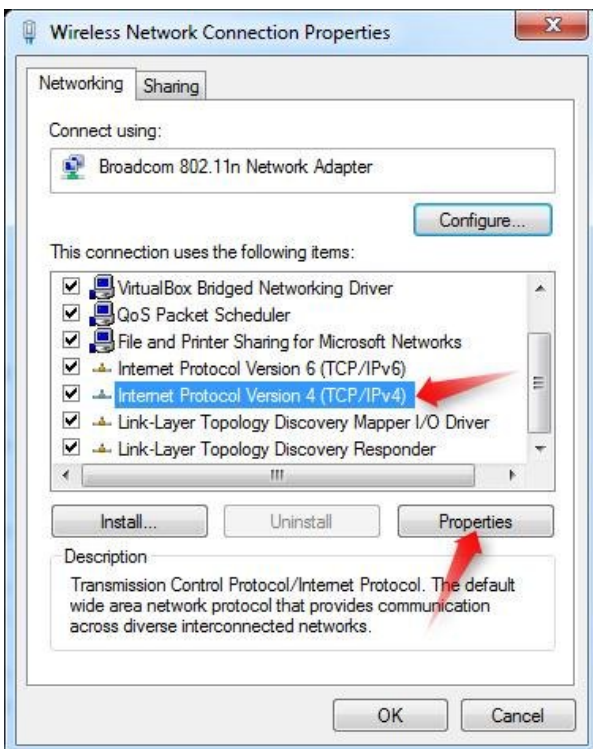 Wireless Network Connection Properties
Networking
Sharing
Connect using:
Broadcom 802.11n Network Adapter
Configure...
This connection uses the following items:
VirtualBox Bridged Networking Driver
QoS Packet Scheduler
File and Printer Sharing for Microsoft Networks
Internet Protocol Version 6 (TCP/IPv6)
Internet Protocol Version 4 (TCP/IPv4)
Link-Layer Topology Discovery Mapper I/O Driver
Link-Layer Topology Discovery Responder
Install...
Uninstall
Properties
Description
Transmission Control Protocol/Internet Protocol. The default
wide area network protocol that provides communication
across diverse interconnected networks.
OK
Cancel